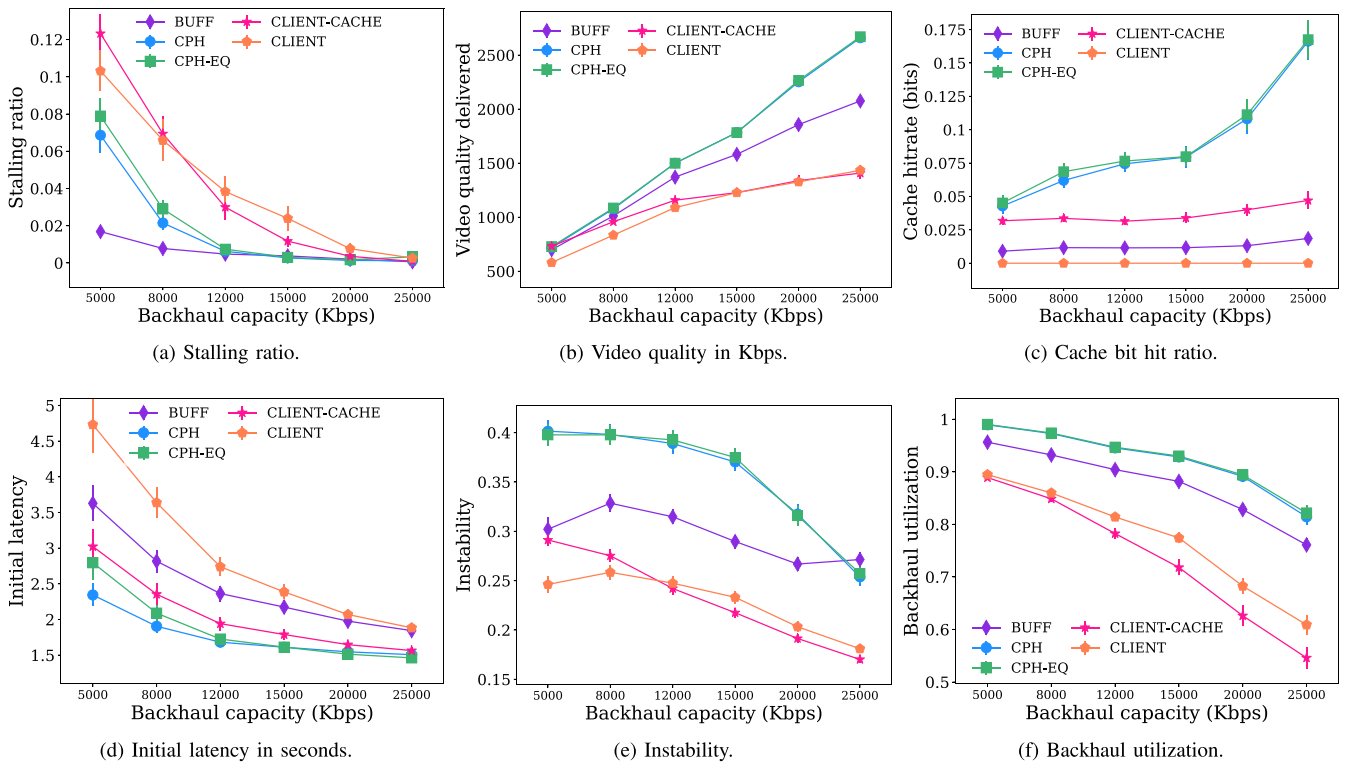 BUFF
CPH
CPH-EQ
CLIENT-CACHE
CLIENT
0.12
0.1
0.08
0.06
0.04
0.02
0
Stalling ratio
5000 8000 12000 15000 20000 25000
Backhaul capacity (Kbps)
(a) Stalling ratio.
BUFF
CPH
CPH-EQ
CLIENT-CACHE
CLIENT
2500
2000
1500
1000
500
Video quality delivered
5000 8000 12000 15000 20000 25000
Backhaul capacity (Kbps)
(b) Video quality in Kbps.
BUFF
CPH
CPH-EQ
CLIENT-CACHE
CLIENT
0.175
0.15
0.125
0.1
0.075
0.05
0.025
0
Cache hitrate (bits)
5000 8000 12000 15000 20000 25000
Backhaul capacity (Kbps)
(c) Cache bit hit ratio.
BUFF
CPH
CPH-EQ
CLIENT-CACHE
CLIENT
5
4.5
4
3.5
3
2.5
2
1.5
Initial latency
5000 8000 12000 15000 20000 25000
Backhaul capacity (Kbps)
(d) Initial latency in seconds.
0.4
0.35
0.3
0.25
0.2
0.15
Instability
5000 8000 12000 15000 20000 25000
Backhaul capacity (Kbps)
(e) Instability.
1
0.9
0.8
0.7
0.6
0.5
Backhaul utilization
BUFF
CPH
CPH-EQ
CLIENT-CACHE
CLIENT
5000 8000 12000 15000 20000 25000
Backhaul capacity (Kbps)
(f) Backhaul utilization.